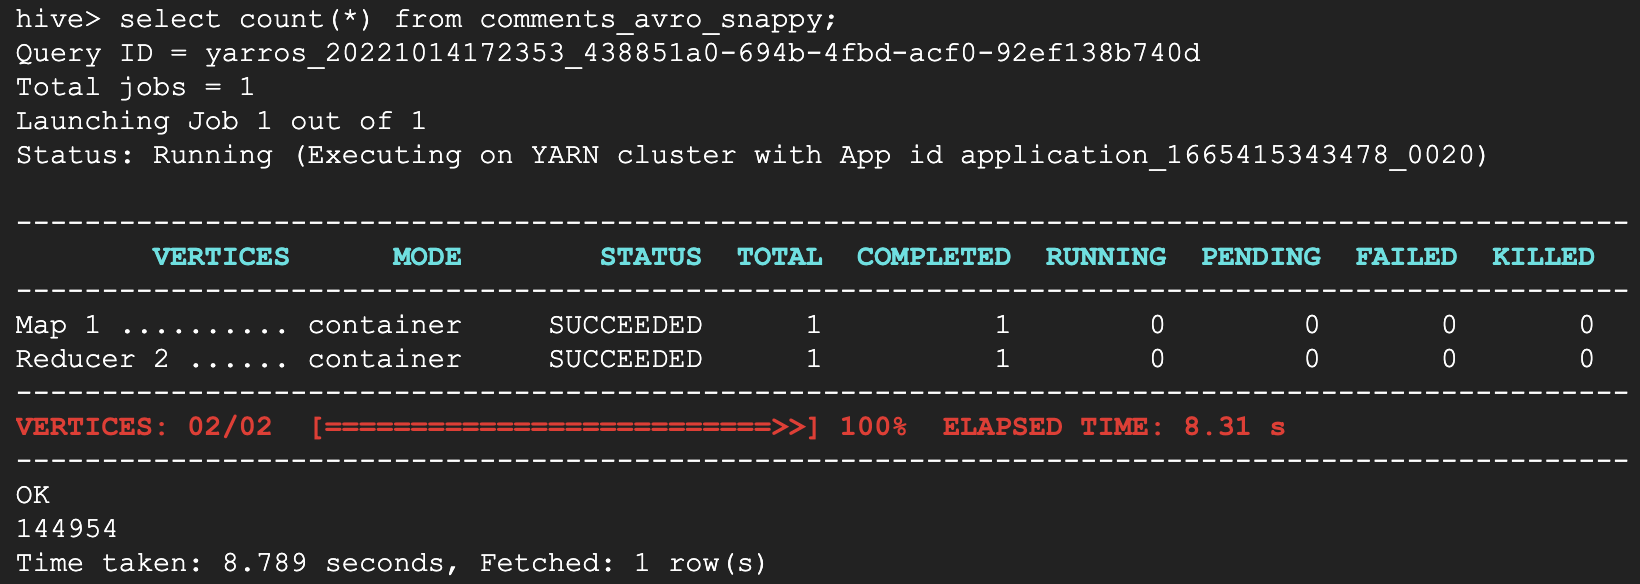 hive> select count(*) from comments_avro_snappy;
Query ID = yarros_20221014172353_438851a0-694b-4fbd-acf0-92ef138b740d
Total jobs = 1
Launching Job 1 out of 1
Status: Running (Executing on YARN cluster with App id application_1665415343478_0020)
----------------------------------------------------------------------------------------------
        VERTICES      MODE        STATUS  TOTAL  COMPLETED  RUNNING  PENDING  FAILED  KILLED
----------------------------------------------------------------------------------------------
Map 1 .......... container     SUCCEEDED      1          1        0        0       0       0
Reducer 2 ...... container     SUCCEEDED      1          1        0        0       0       0
----------------------------------------------------------------------------------------------
VERTICES: 02/02  [==========================>>] 100%  ELAPSED TIME: 8.31 s
----------------------------------------------------------------------------------------------
OK
144954
Time taken: 8.789 seconds, Fetched: 1 row(s)